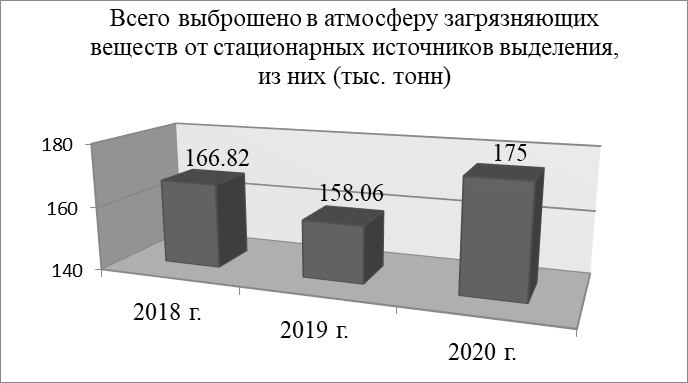 Всего выброшено в атмосферу загрязняющих
веществ от стационарных источников выделения,
из них (тыс. тонн)
180
160
140
166.82
158.06
175
2018 г.
2019 г.
2020 г.